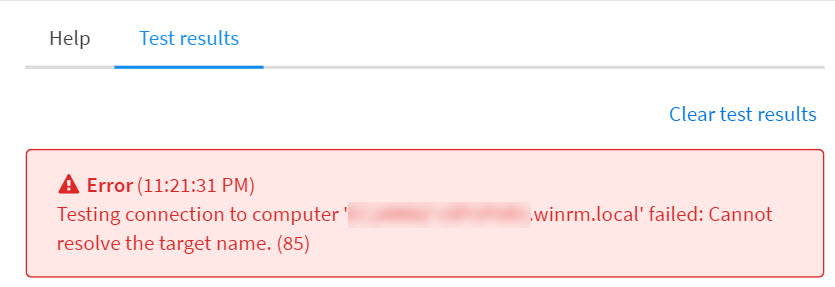 Help
Test results
Clear test results
Error (11:21:31 PM)
Testing connection to computer '.winrm.local' failed: Cannot
resolve the target name. (85)